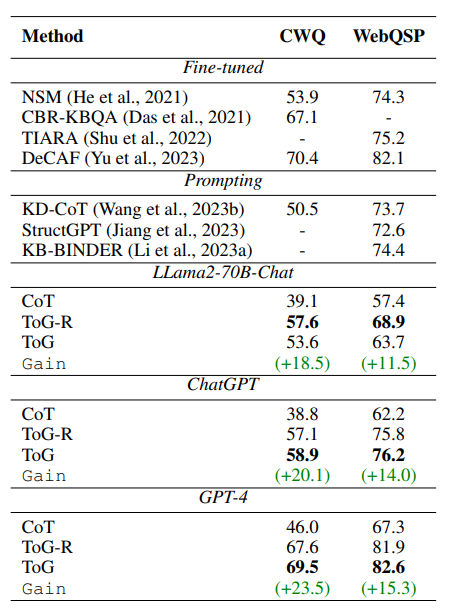 Method CWQ WebQSP
Fine-tuned
NSM (He et al., 2021) 53.9 74.3
CBR-KBQA (Das et al., 2021) 67.1 -
TIARA (Shu et al., 2022) - 75.2
DeCAF (Yu et al., 2023) 70.4 82.1
Prompting
KD-CoT (Wang et al., 2023b) 50.5 73.7
StructGPT (Jiang et al., 2023) - 72.6
KB-BINDER (Li et al., 2023a) - 74.4
LLama2-70B-Chat
CoT 39.1 57.4
ToG-R 57.6 68.9
ToG 53.6 63.7
Gain (+18.5) (+11.5)
ChatGPT
CoT 38.8 62.2
ToG-R 57.1 75.8
ToG 58.9 76.2
Gain (+20.1) (+14.0)
GPT-4
CoT 46.0 67.3
ToG-R 67.6 81.9
ToG 69.5 82.6
Gain (+23.5) (+15.3)